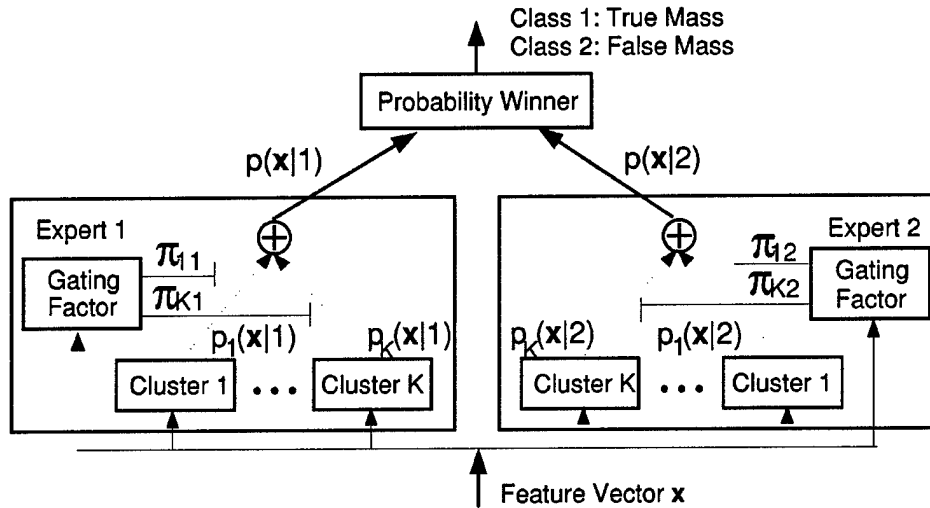 Class 1: True Mass
Class 2: False Mass
Probability Winner
p(x|1)
p(x|2)
Expert 1
Expert 2
Gating
Factor
π11
πK1
π12
πK2
Gating
Factor
p1(x|1)
pK(x|1)
pK(x|2)
p1(x|2)
Cluster 1 ••• Cluster K
Cluster K ••• Cluster 1
Feature Vector x